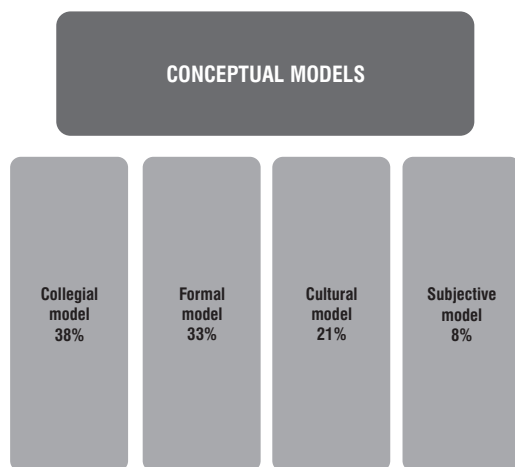 CONCEPTUAL MODELS
Collegial
model
38%
Formal
model
33%
Cultural
model
21%
Subjective
model
8%